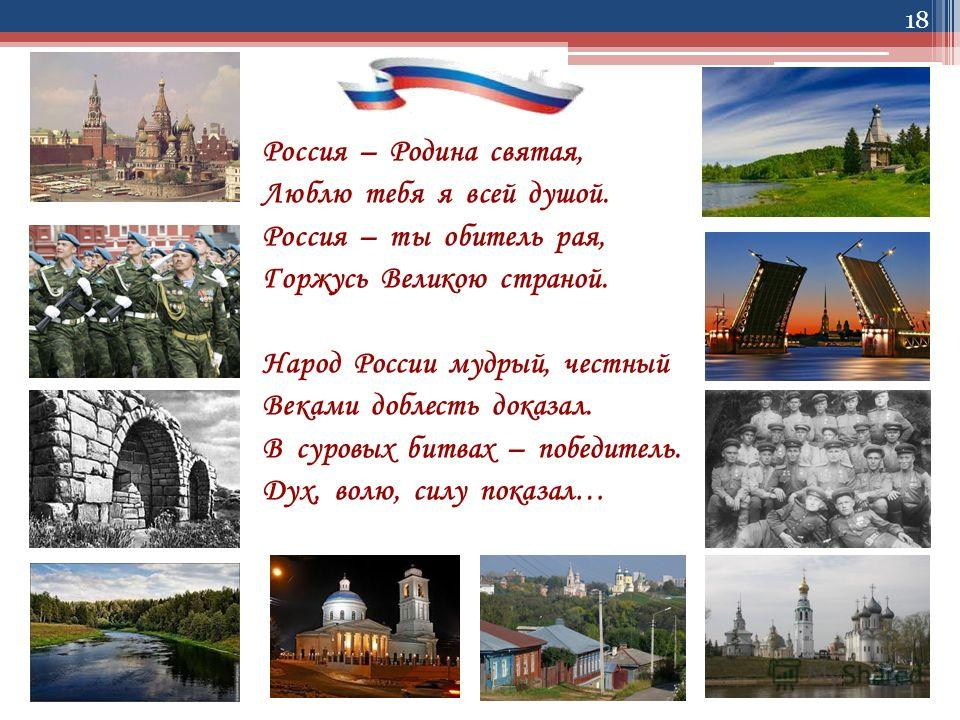 18
Россия – Родина святая,
Люблю тебя я всей душой.
Россия – ты обитель рая,
Горжусь Великою страной.
Народ России мудрый, честный
Веками доблесть доказал.
В суровых битвах – победитель.
Дух, волю, силу показал…
Shared